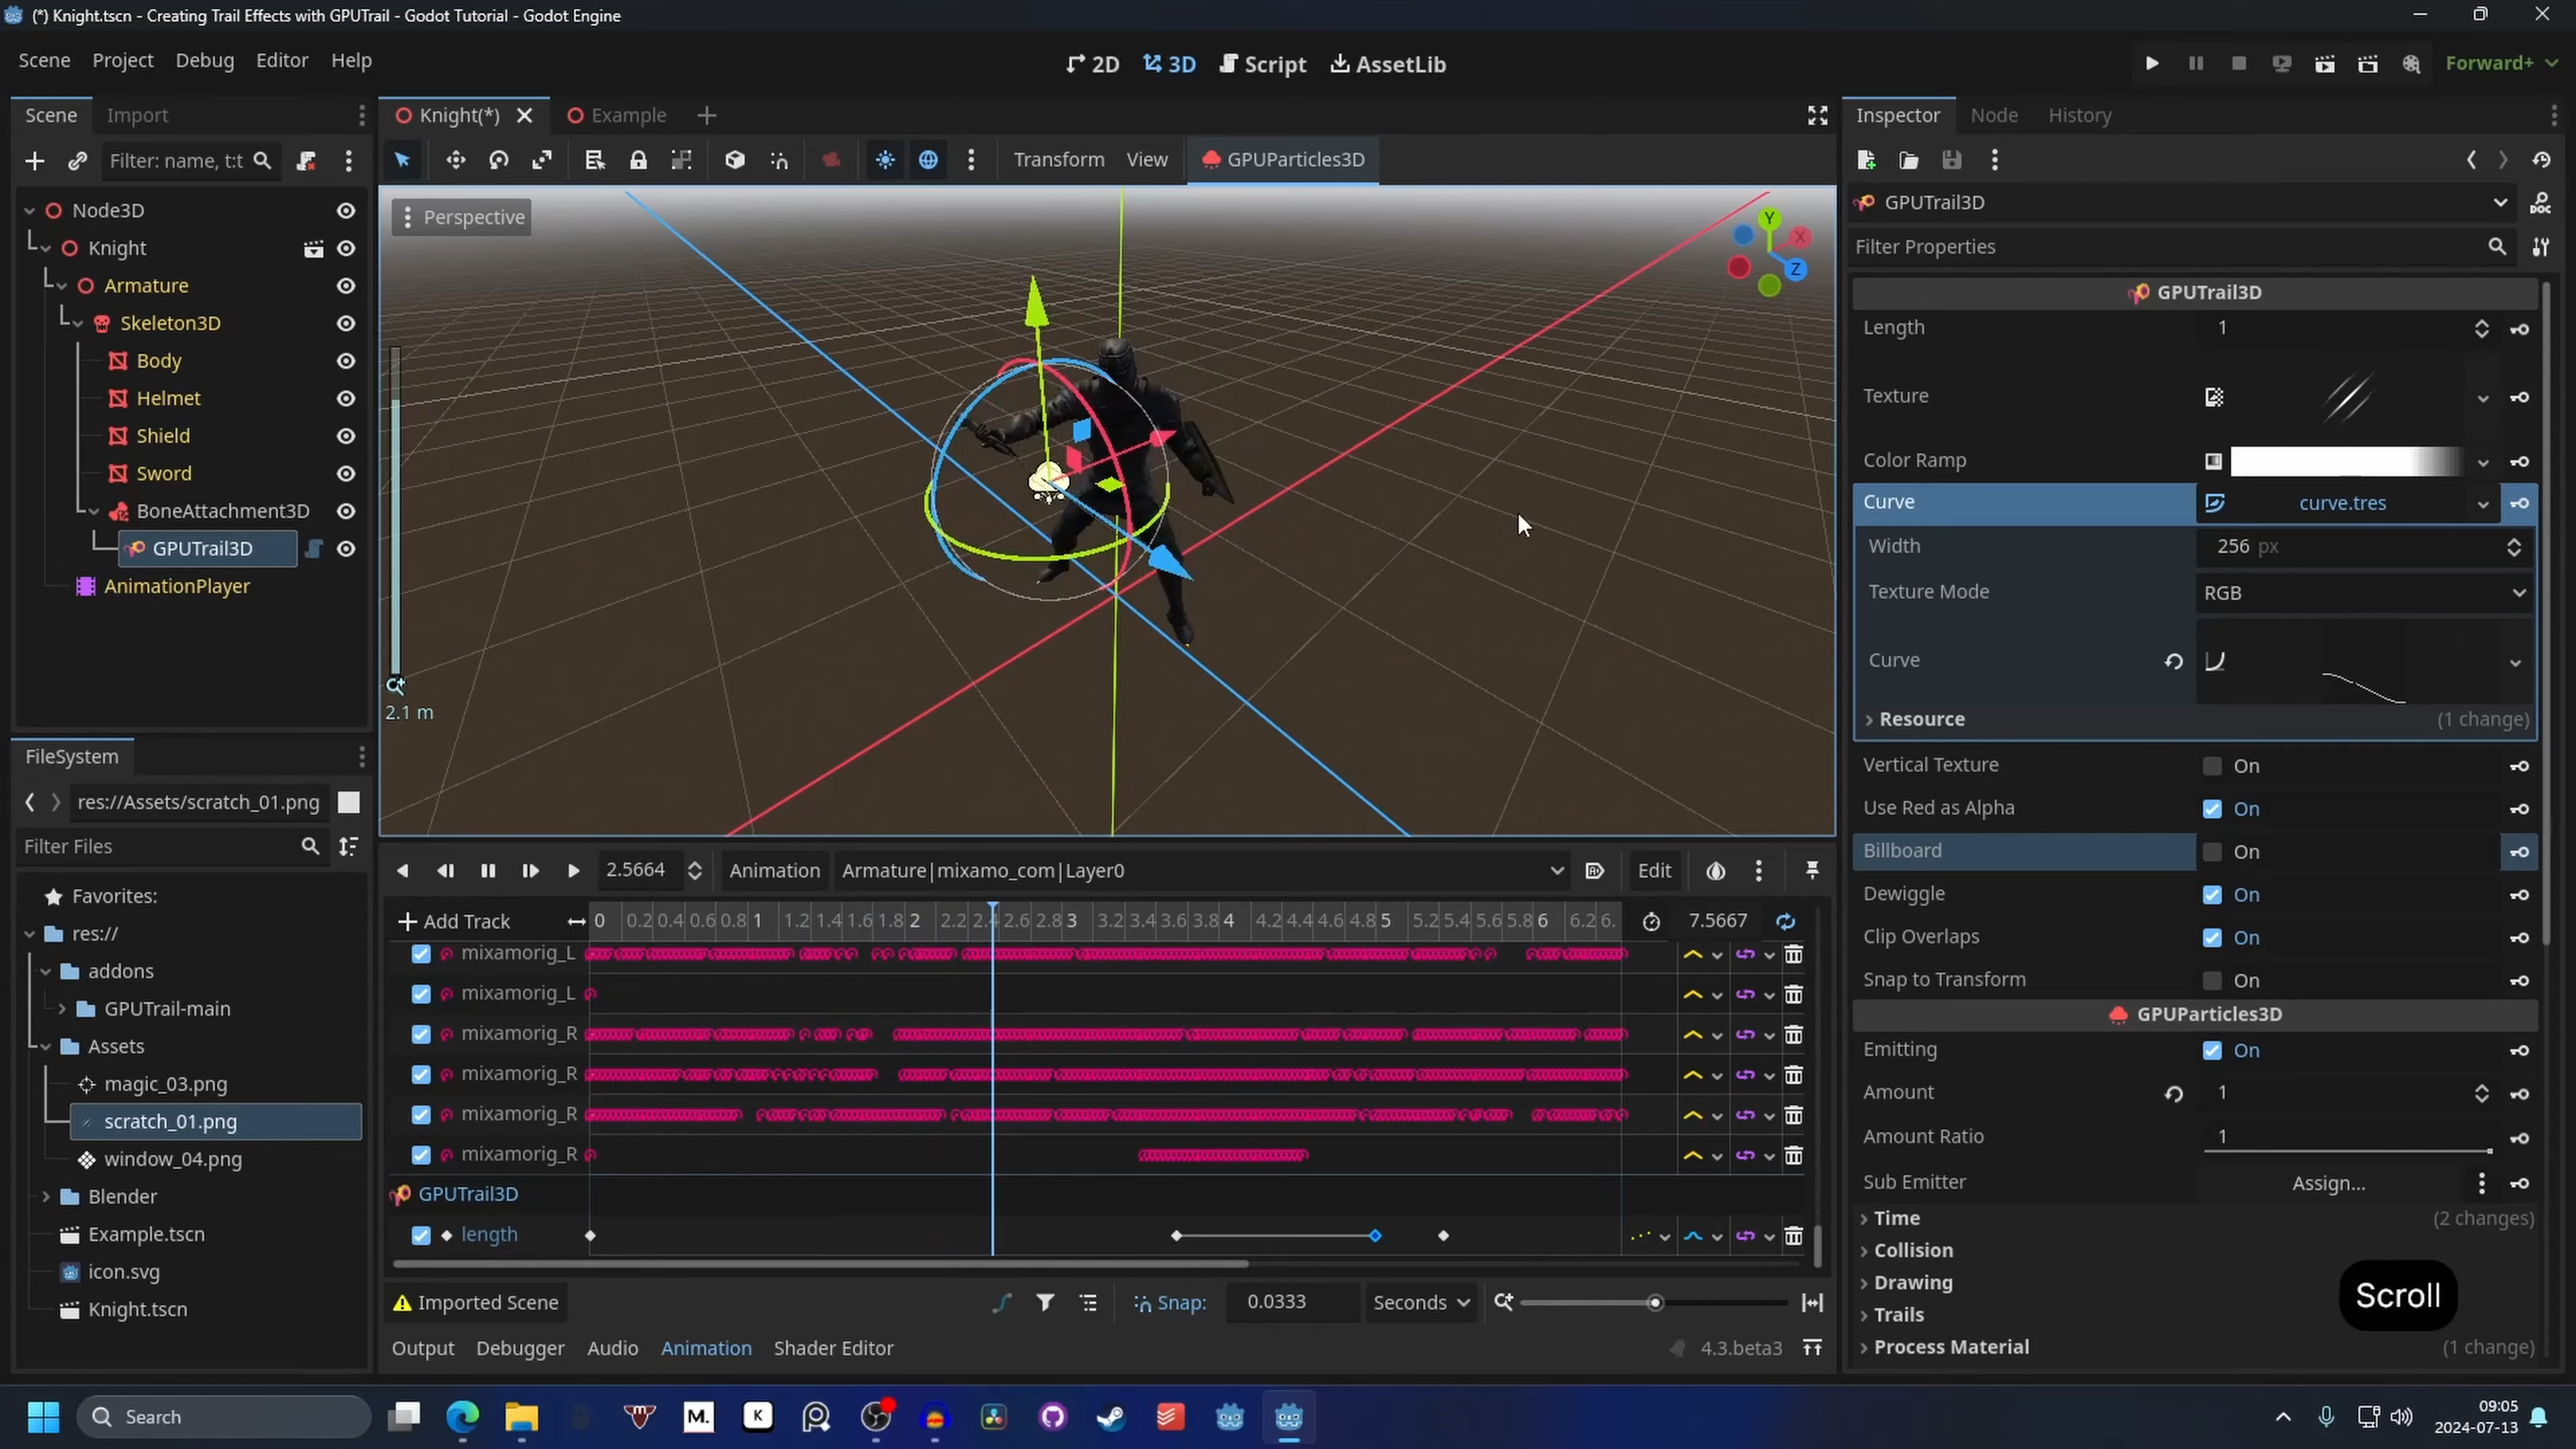 (*) Knight.tscn - Creating Trail Effects with GPUTrail - Godot Tutorial - Godot Engine
Scene Project Debug Editor Help
2D 3D Script AssetLib
Forward+
Scene Import
Filter: name, t:t
Node3D
Knight
Armature
Skeleton3D
Body
Helmet
Shield
Sword
BoneAttachment3D
GPUTrail3D
AnimationPlayer
FileSystem
res://Assets/scratch_01.png
Filter Files
Favorites:
res://
addons
GPUTrail-main
Assets
magic_03.png
scratch_01.png
window_04.png
Blender
Example.tscn
icon.svg
Knight.tscn
Knight(*) Example
Transform View GPUParticles3D
Perspective
Y
X
Z
2.1 m
2.5664 Animation Armature|mixamo_com|Layer0 Edit
Add Track 0 0.2 0.4 0.6 0.8 1 1.2 1.4 1.6 1.8 2 2.2 2.4 2.6 2.8 3 3.2 3.4 3.6 3.8 4 4.2 4.4 4.6 4.8 5 5.2 5.4 5.6 5.8 6 6.2 6. 7.5667
mixamorig_L
mixamorig_L
mixamorig_R
mixamorig_R
mixamorig_R
mixamorig_R
GPUTrail3D
length
Imported Scene Snap: 0.0333 Seconds
Output Debugger Audio Animation Shader Editor 4.3.beta3
Inspector Node History
GPUTrail3D
DOC
Filter Properties
GPUTrail3D
Length 1
Texture
Color Ramp
Curve curve.tres
Width 256 px
Texture Mode RGB
Curve
Resource (1 change)
Vertical Texture On
Use Red as Alpha On
Billboard On
Dewiggle On
Clip Overlaps On
Snap to Transform On
GPUParticles3D
Emitting On
Amount 1
Amount Ratio 1
Sub Emitter Assign...
Time (2 changes)
Collision
Drawing
Trails
Process Material (1 change)
Scroll
Search
M.
K
09:05
2024-07-13